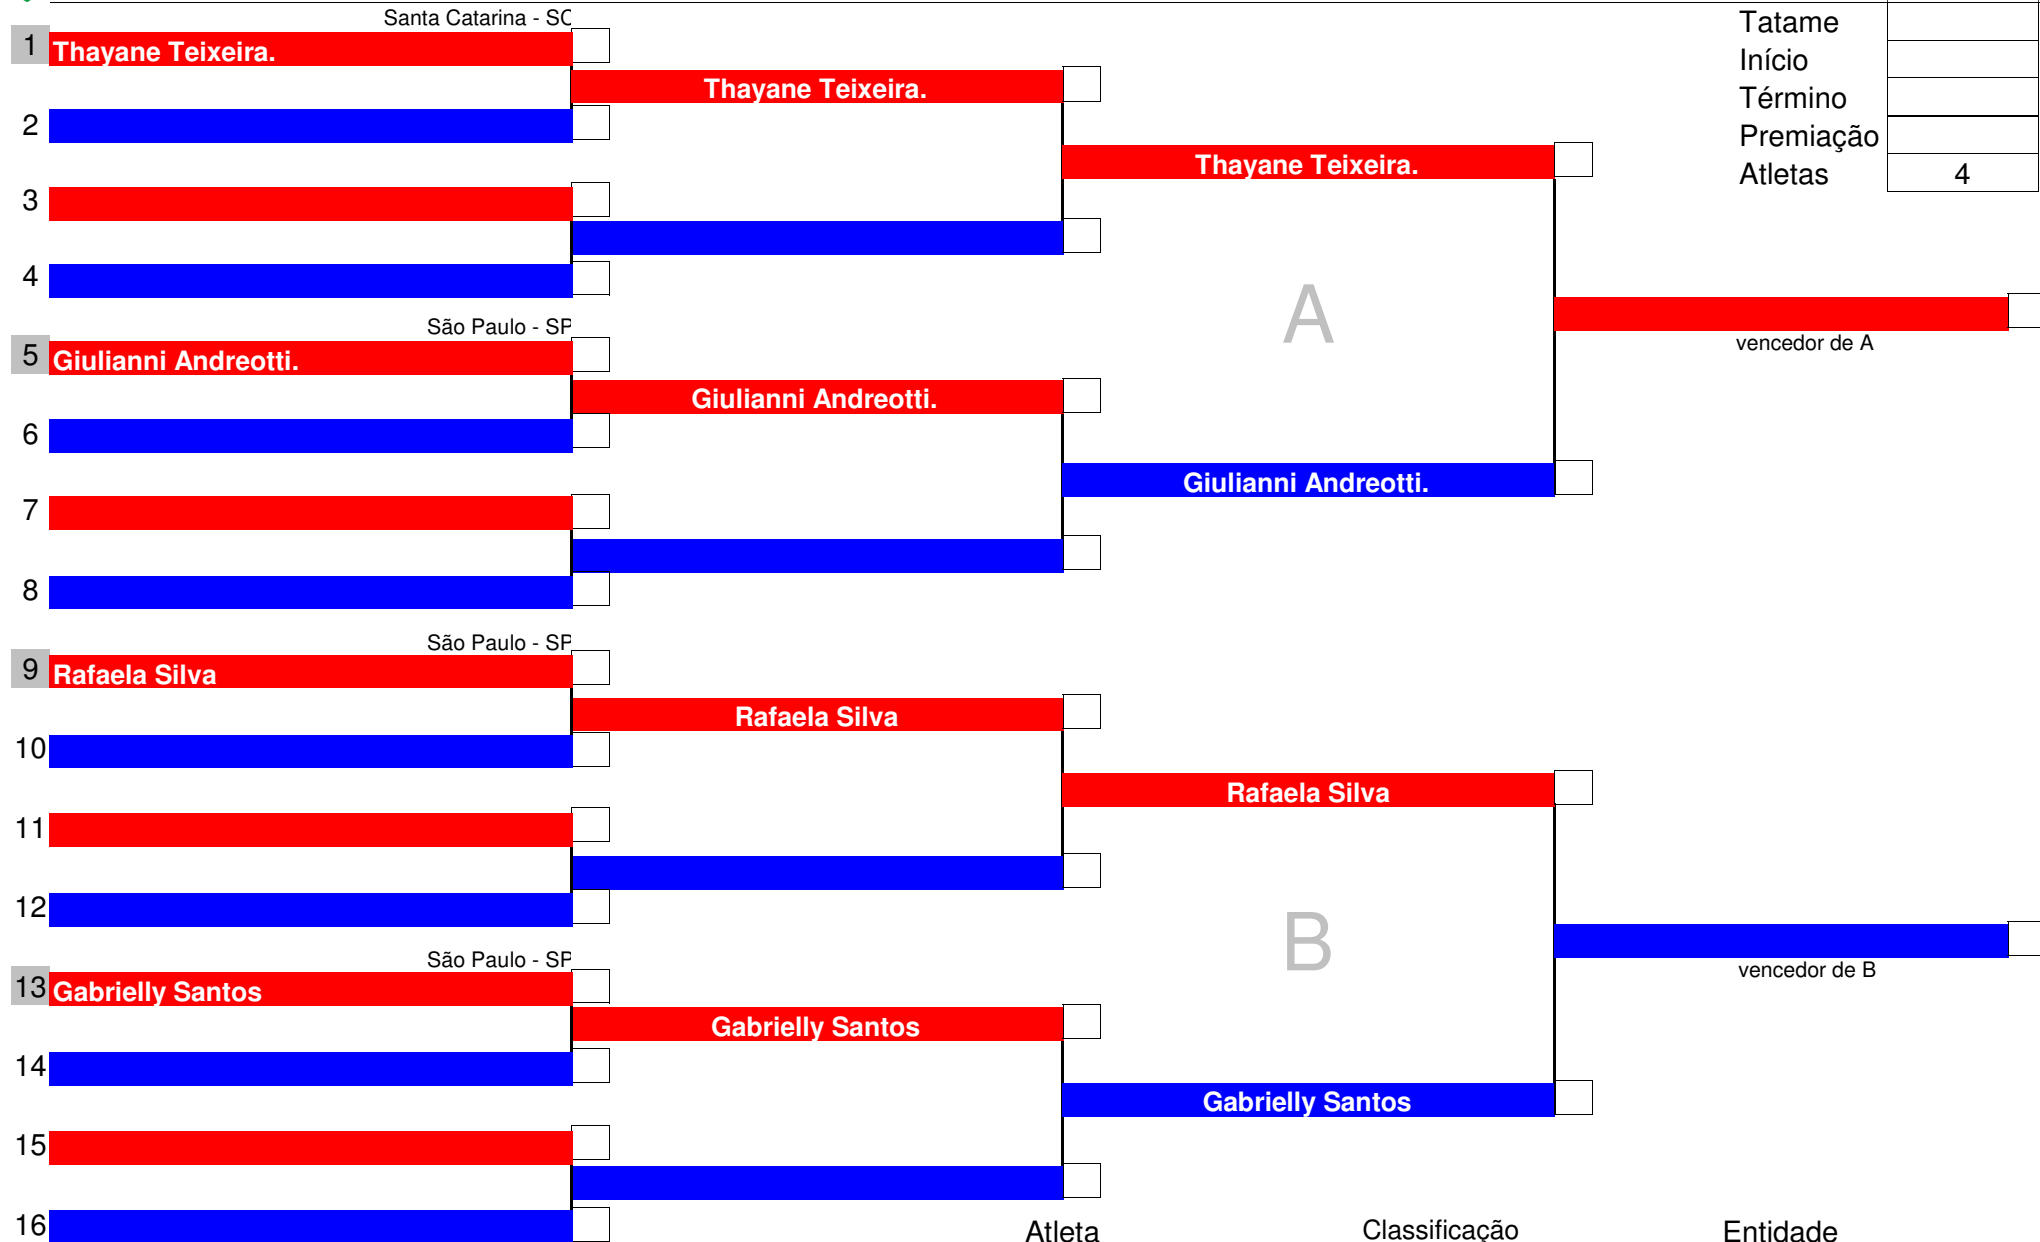 Santa Catarina - SC
Tatame
1 Thayane Teixeira.
Início
Thayane Teixeira.
Término
2
Premiação
Thayane Teixeira.
Atletas 4
3
4
A
São Paulo - SP
vencedor de A
5 Giulianni Andreotti.
Giulianni Andreotti.
6
Giulianni Andreotti.
7
8
São Paulo - SP
9 Rafaela Silva
Rafaela Silva
10
Rafaela Silva
11
12
B
São Paulo - SP
vencedor de B
13 Gabrielly Santos
Gabrielly Santos
14
Gabrielly Santos
15
16
Atleta Classificação Entidade